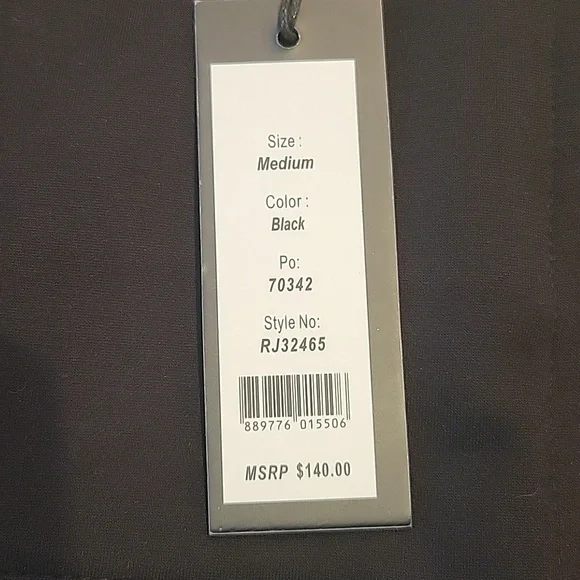 Size :
Medium
Color :
Black
Po:
70342
Style No:
RJ32465
889776 015506
MSRP $140.00